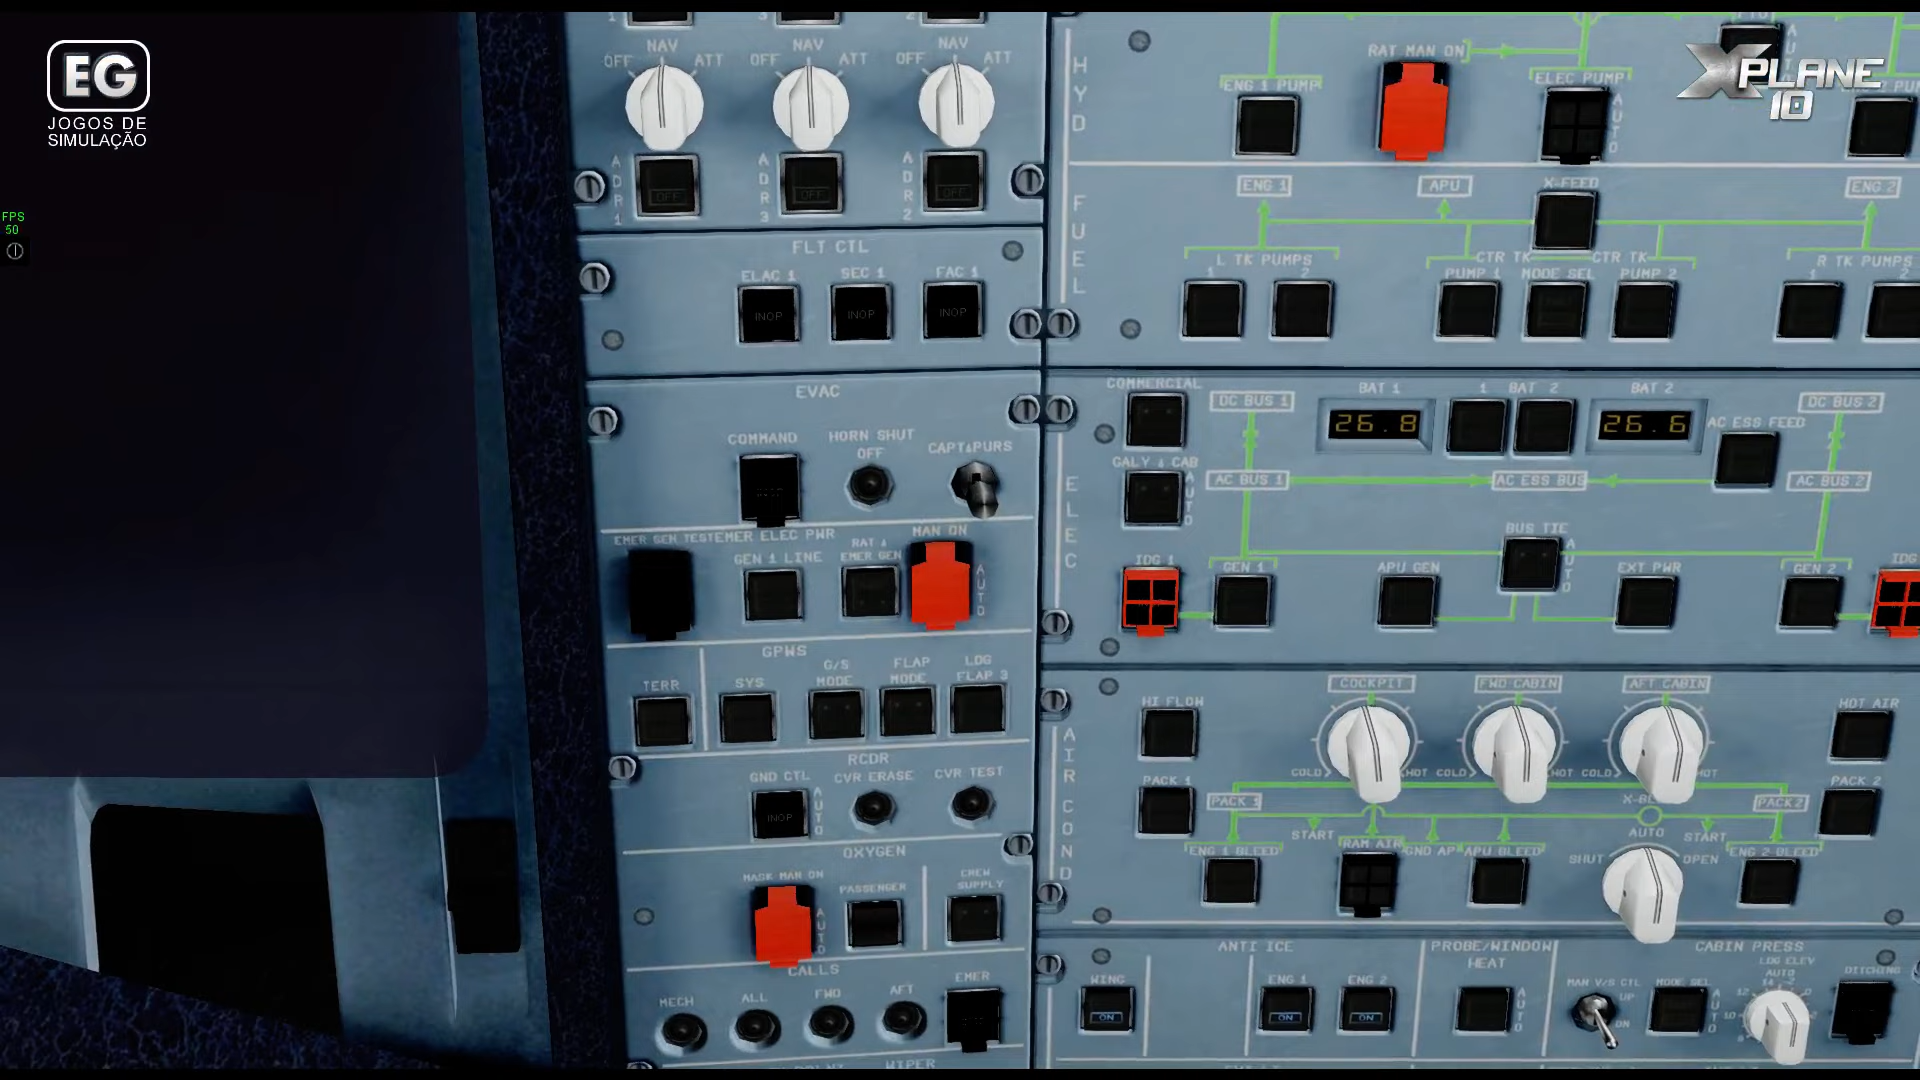 EG
JOGOS DE
SIMULAÇÃO
FPS
50
XPLANE
10
1 3 2
OFF NAV ATT OFF NAV ATT OFF NAV ATT
ADR1 OFF ADR3 OFF ADR2 OFF
FLT CTL
ELAC 1 SEC 1 FAC 1
INOP INOP INOP
EVAC
COMMAND HORN SHUT OFF CAPT&PURS
EMER GEN TEST EMER ELEC PWR MAN ON
GEN 1 LINE RAT & EMER GEN AUTO
GPWS
TERR SYS G/S MODE FLAP MODE LDG FLAP 3
RCDR
GND CTL CVR ERASE CVR TEST
INOP AUTO
OXYGEN
MASK MAN ON PASSENGER CREW SUPPLY
AUTO
CALLS
MECH ALL FWD AFT EMER
WIPER
HYD
RAT MAN ON
ENG 1 PUMP ELEC PUMP AUTO
FUEL
ENG 1 APU X-FEED ENG 2
L TK PUMPS CTR TK CTR TK R TK PUMPS
1 2 PUMP 1 MODE SEL PUMP 2 1 2
ELEC
COMMERCIAL DC BUS 1 BAT 1 1 BAT 2 BAT 2 DC BUS 2
26.8 26.6 AC ESS FEED
GALY & CAB AUTO AC BUS 1 AC ESS BUS AC BUS 2
BUS TIE AUTO
IDG 1 GEN 1 APU GEN EXT PWR GEN 2 IDG
AIR COND
COCKPIT FWD CABIN AFT CABIN
HI FLOW HOT AIR
COLD HOT COLD HOT COLD HOT
PACK 1 PACK 2
PACK 1 PACK 2
START AUTO START
ENG 1 BLEED RAM AIR APU BLEED SHUT OPEN ENG 2 BLEED
ANTI ICE PROBE/WINDOW HEAT CABIN PRESS
WING ENG 1 ENG 2 AUTO MAN V/S CTL MODE SEL LDG ELEV DITCHING
ON ON ON UP DN AUTO AUTO